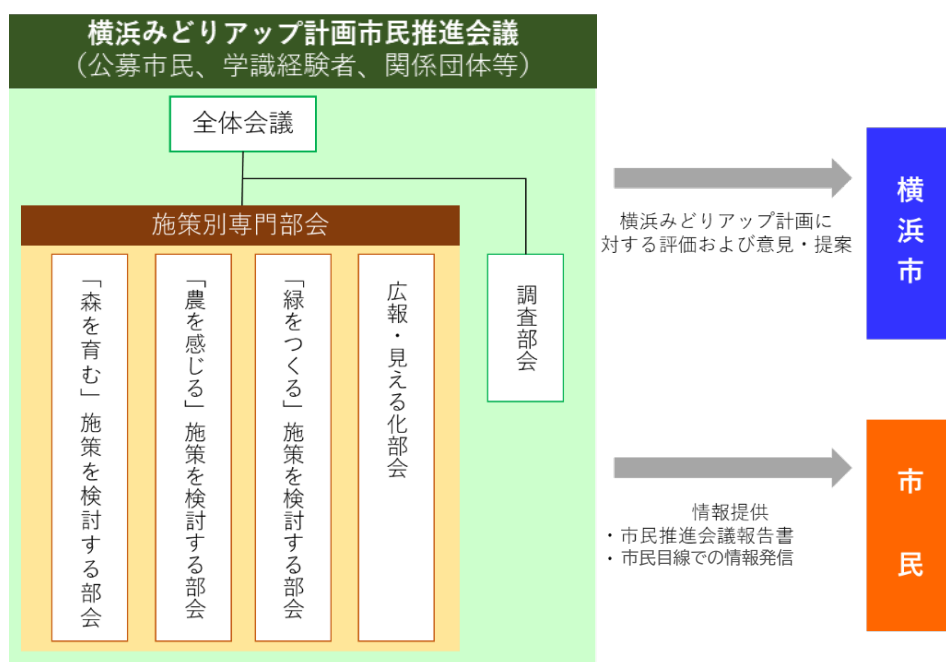 横浜みどりアップ計画市民推進会議
（公募市民、学識経験者、関係団体等）
全体会議
施策別専門部会
「森を育む」施策を検討する部会
「農を感じる」施策を検討する部会
「緑をつくる」施策を検討する部会
広報・見える化部会
調査部会
横浜みどりアップ計画に
対する評価および意見・提案
横浜市
情報提供
・市民推進会議報告書
・市民目線での情報発信
市民